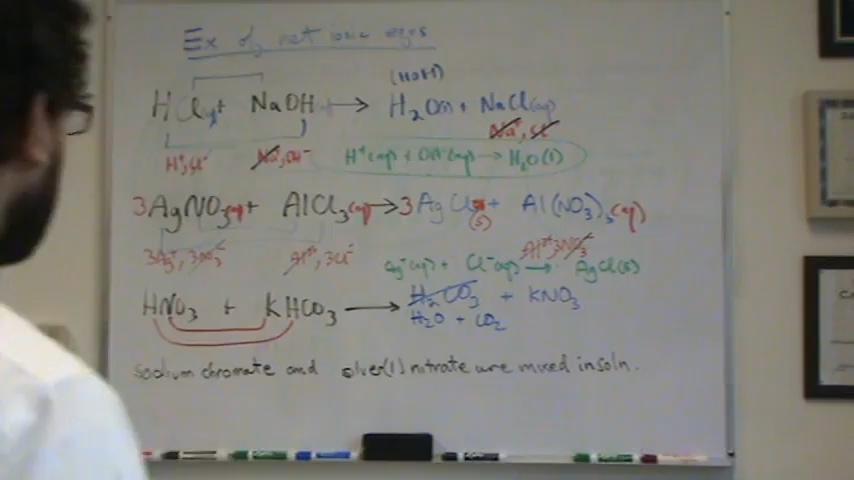 Ex of net ionic eqns
(HOH)
HCl(aq) + NaOH → H₂O(l) + NaCl(aq)
Na⁺, Cl⁻
H⁺, Cl⁻ Na⁺, OH⁻ H⁺(aq) + OH⁻(aq) → H₂O(l)
3AgNO₃(aq) + AlCl₃(aq) → 3AgCl(s) + Al(NO₃)₃(aq)
Al³⁺, 3NO₃⁻
3Ag⁺, 3NO₃⁻ Al³⁺, 3Cl⁻ Ag⁺(aq) + Cl⁻(aq) → AgCl(s)
HNO₃ + KHCO₃ → H₂CO₃ + KNO₃
H₂O + CO₂
sodium chromate and silver(I) nitrate are mixed in soln.